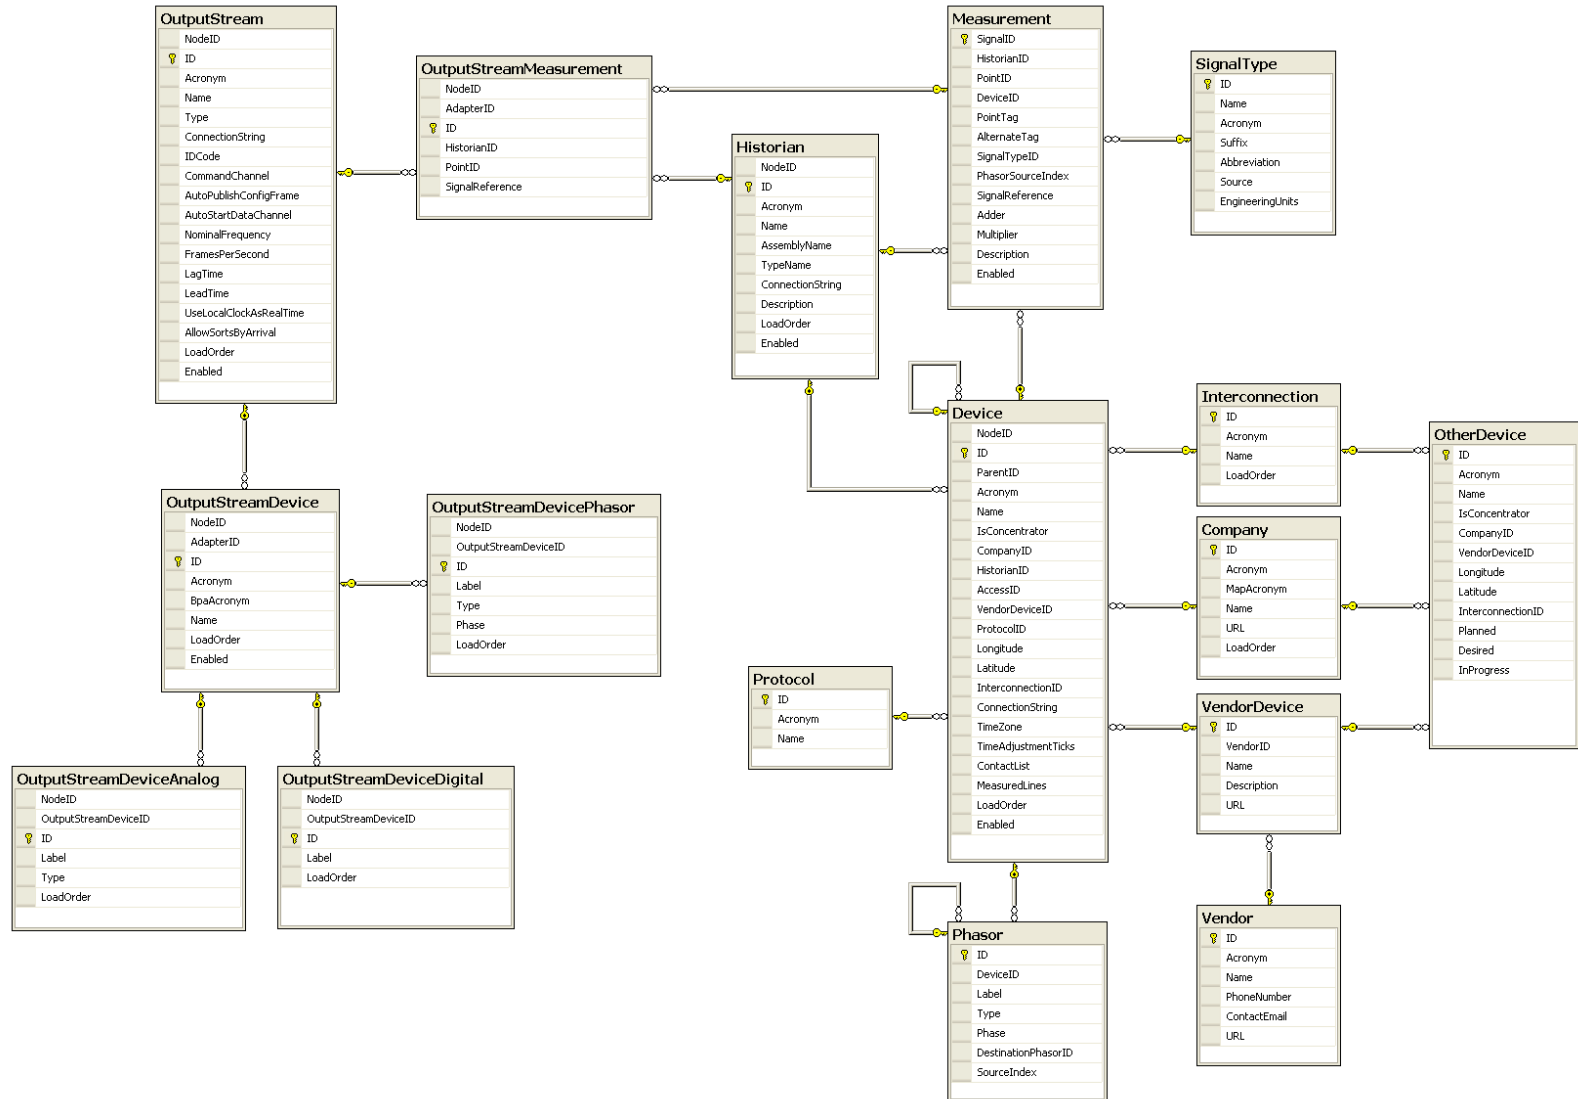 OutputStream
NodeID
ID
Acronym
Name
Type
ConnectionString
IDCode
CommandChannel
AutoPublishConfigFrame
AutoStartDataChannel
NominalFrequency
FramesPerSecond
LagTime
LeadTime
UseLocalClockAsRealTime
AllowSortsByArrival
LoadOrder
Enabled
OutputStreamMeasurement
NodeID
AdapterID
ID
HistorianID
PointID
SignalReference
Historian
NodeID
ID
Acronym
Name
AssemblyName
TypeName
ConnectionString
Description
LoadOrder
Enabled
Measurement
SignalID
HistorianID
PointID
DeviceID
PointTag
AlternateTag
SignalTypeID
PhasorSourceIndex
SignalReference
Adder
Multiplier
Description
Enabled
SignalType
ID
Name
Acronym
Suffix
Abbreviation
Source
EngineeringUnits
Device
NodeID
ID
ParentID
Acronym
Name
IsConcentrator
CompanyID
HistorianID
AccessID
VendorDeviceID
ProtocolID
Longitude
Latitude
InterconnectionID
ConnectionString
TimeZone
TimeAdjustmentTicks
ContactList
MeasuredLines
LoadOrder
Enabled
Interconnection
ID
Acronym
Name
LoadOrder
OtherDevice
ID
Acronym
Name
IsConcentrator
CompanyID
VendorDeviceID
Longitude
Latitude
InterconnectionID
Planned
Desired
InProgress
Company
ID
Acronym
MapAcronym
Name
URL
LoadOrder
OutputStreamDevice
NodeID
AdapterID
ID
Acronym
BpaAcronym
Name
LoadOrder
Enabled
OutputStreamDevicePhasor
NodeID
OutputStreamDeviceID
ID
Label
Type
Phase
LoadOrder
Protocol
ID
Acronym
Name
VendorDevice
ID
VendorID
Name
Description
URL
OutputStreamDeviceAnalog
NodeID
OutputStreamDeviceID
ID
Label
Type
LoadOrder
OutputStreamDeviceDigital
NodeID
OutputStreamDeviceID
ID
Label
LoadOrder
Phasor
ID
DeviceID
Label
Type
Phase
DestinationPhasorID
SourceIndex
Vendor
ID
Acronym
Name
PhoneNumber
ContactEmail
URL